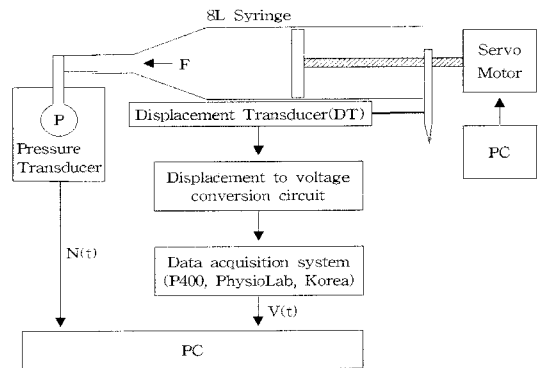 8L Syringe
F
Servo
Motor
P
Pressure
Transducer
Displacement Transducer(DT)
PC
Displacement to voltage
conversion circuit
N(t)
Data acquisition system
(P400, PhysioLab, Korea)
V(t)
PC